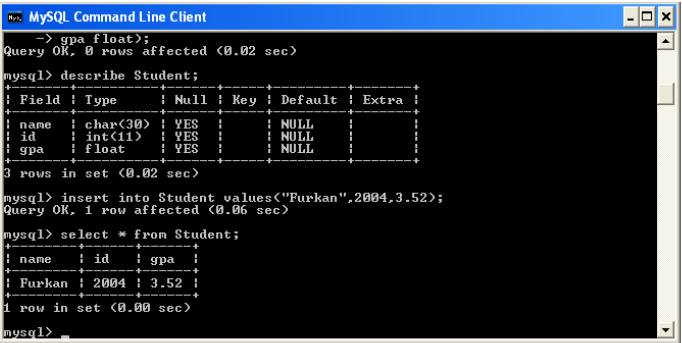 MySQL Command Line Client
-> gpa float);
Query OK, 0 rows affected (0.02 sec)
mysql> describe Student;
+-------+----------+------+-----+---------+-------+
| Field | Type     | Null | Key | Default | Extra |
+-------+----------+------+-----+---------+-------+
| name  | char(30) | YES  |     | NULL    |       |
| id    | int(11)  | YES  |     | NULL    |       |
| gpa   | float    | YES  |     | NULL    |       |
+-------+----------+------+-----+---------+-------+
3 rows in set (0.02 sec)
mysql> insert into Student values("Furkan",2004,3.52);
Query OK, 1 row affected (0.06 sec)
mysql> select * from Student;
+--------+------+------+
| name   | id   | gpa  |
+--------+------+------+
| Furkan | 2004 | 3.52 |
+--------+------+------+
1 row in set (0.00 sec)
mysql> _